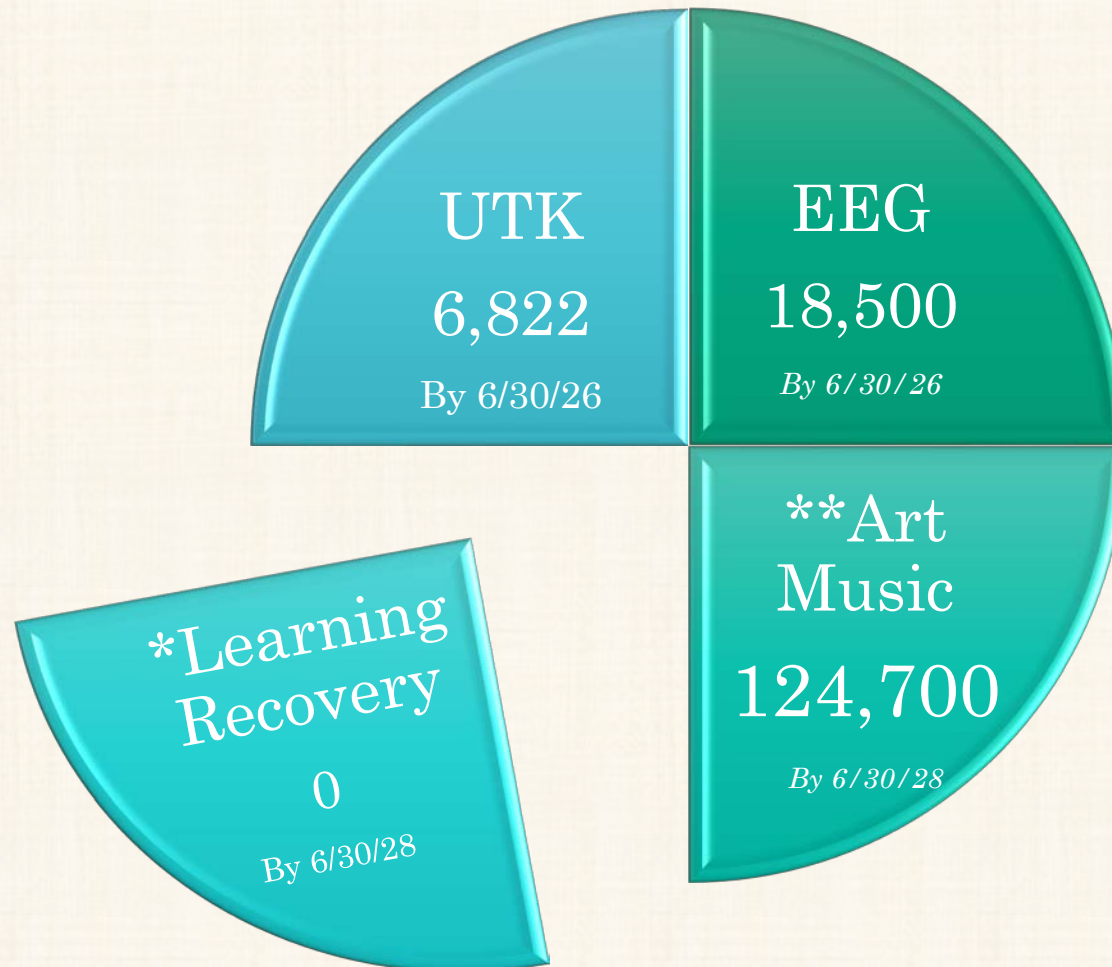 UTK
6,822
By 6/30/26
EEG
18,500
By 6/30/26
**Art
Music
124,700
By 6/30/28
*Learning
Recovery
0
By 6/30/28